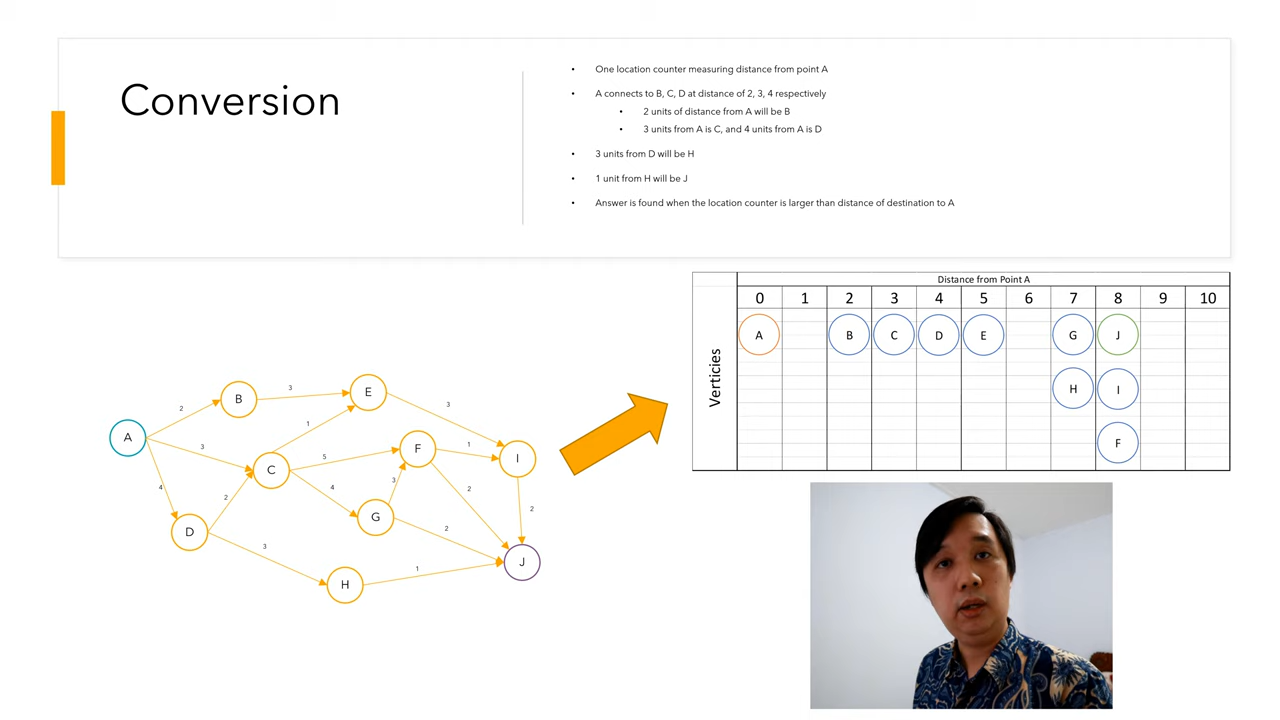 Conversion
• One location counter measuring distance from point A
• A connects to B, C, D at distance of 2, 3, 4 respectively
• 2 units of distance from A will be B
• 3 units from A is C, and 4 units from A is D
• 3 units from D will be H
• 1 unit from H will be J
• Answer is found when the location counter is larger than distance of destination to A
Distance from Point A
0 1 2 3 4 5 6 7 8 9 10
Verticies
A B C D E G J
H I
F
3
B E
2 3
A 3 1 F 1 I
5
C
4 2 4 3 2 2
G
D 2
3 J
1
H